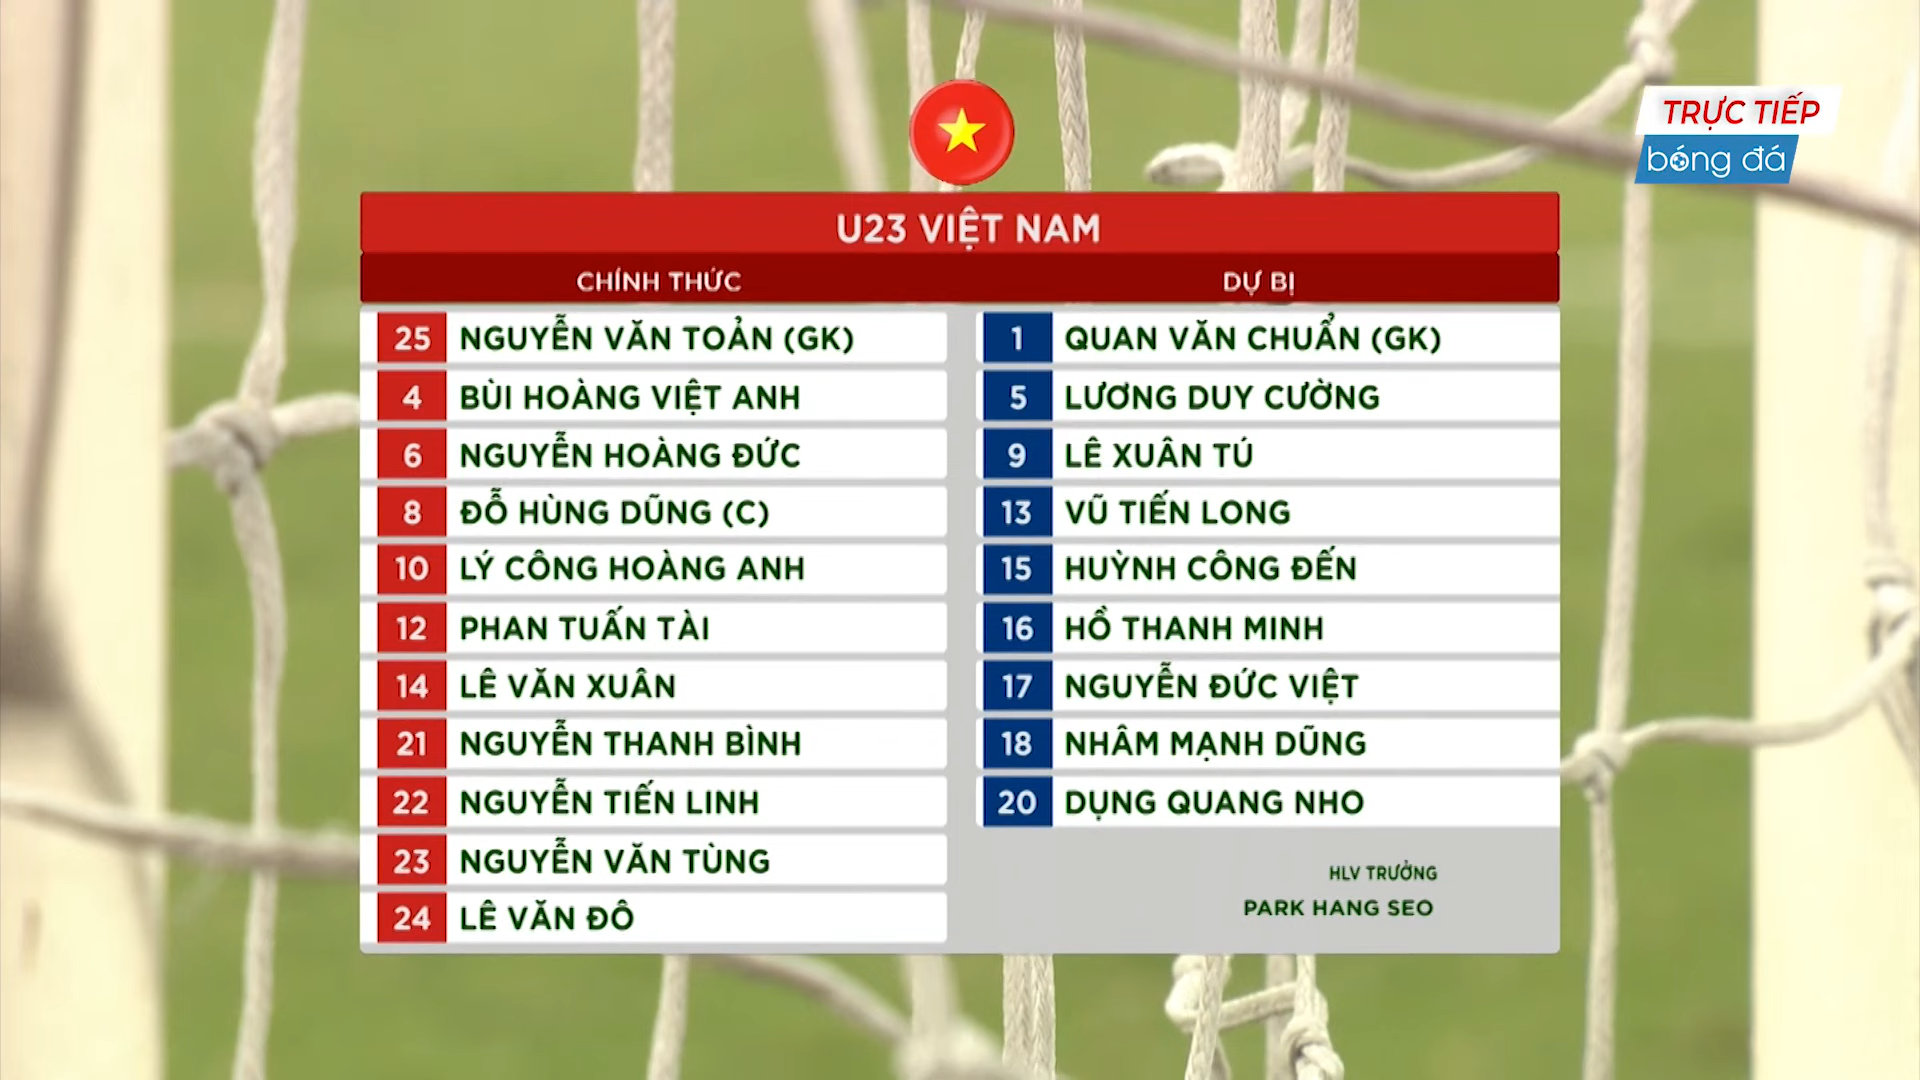 TRỰC TIẾP
bóng đá
U23 VIỆT NAM
CHÍNH THỨC
DỰ BỊ
25 NGUYỄN VĂN TOẢN (GK)
4 BÙI HOÀNG VIỆT ANH
6 NGUYỄN HOÀNG ĐỨC
8 ĐỖ HÙNG DŨNG (C)
10 LÝ CÔNG HOÀNG ANH
12 PHAN TUẤN TÀI
14 LÊ VĂN XUÂN
21 NGUYỄN THANH BÌNH
22 NGUYỄN TIẾN LINH
23 NGUYỄN VĂN TÙNG
24 LÊ VĂN ĐÔ
1 QUAN VĂN CHUẨN (GK)
5 LƯƠNG DUY CƯỜNG
9 LÊ XUÂN TÚ
13 VŨ TIẾN LONG
15 HUỲNH CÔNG ĐẾN
16 HỒ THANH MINH
17 NGUYỄN ĐỨC VIỆT
18 NHÂM MẠNH DŨNG
20 DỤNG QUANG NHO
HLV TRƯỞNG
PARK HANG SEO